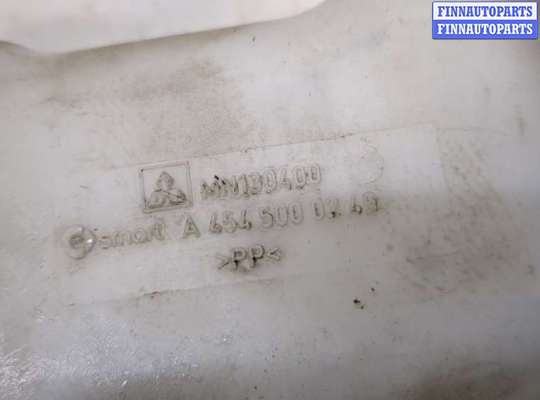 FINNAUTOPARTS
FINNAUTOPARTS
MN130400
smart A 454 500 02 49
>PP<